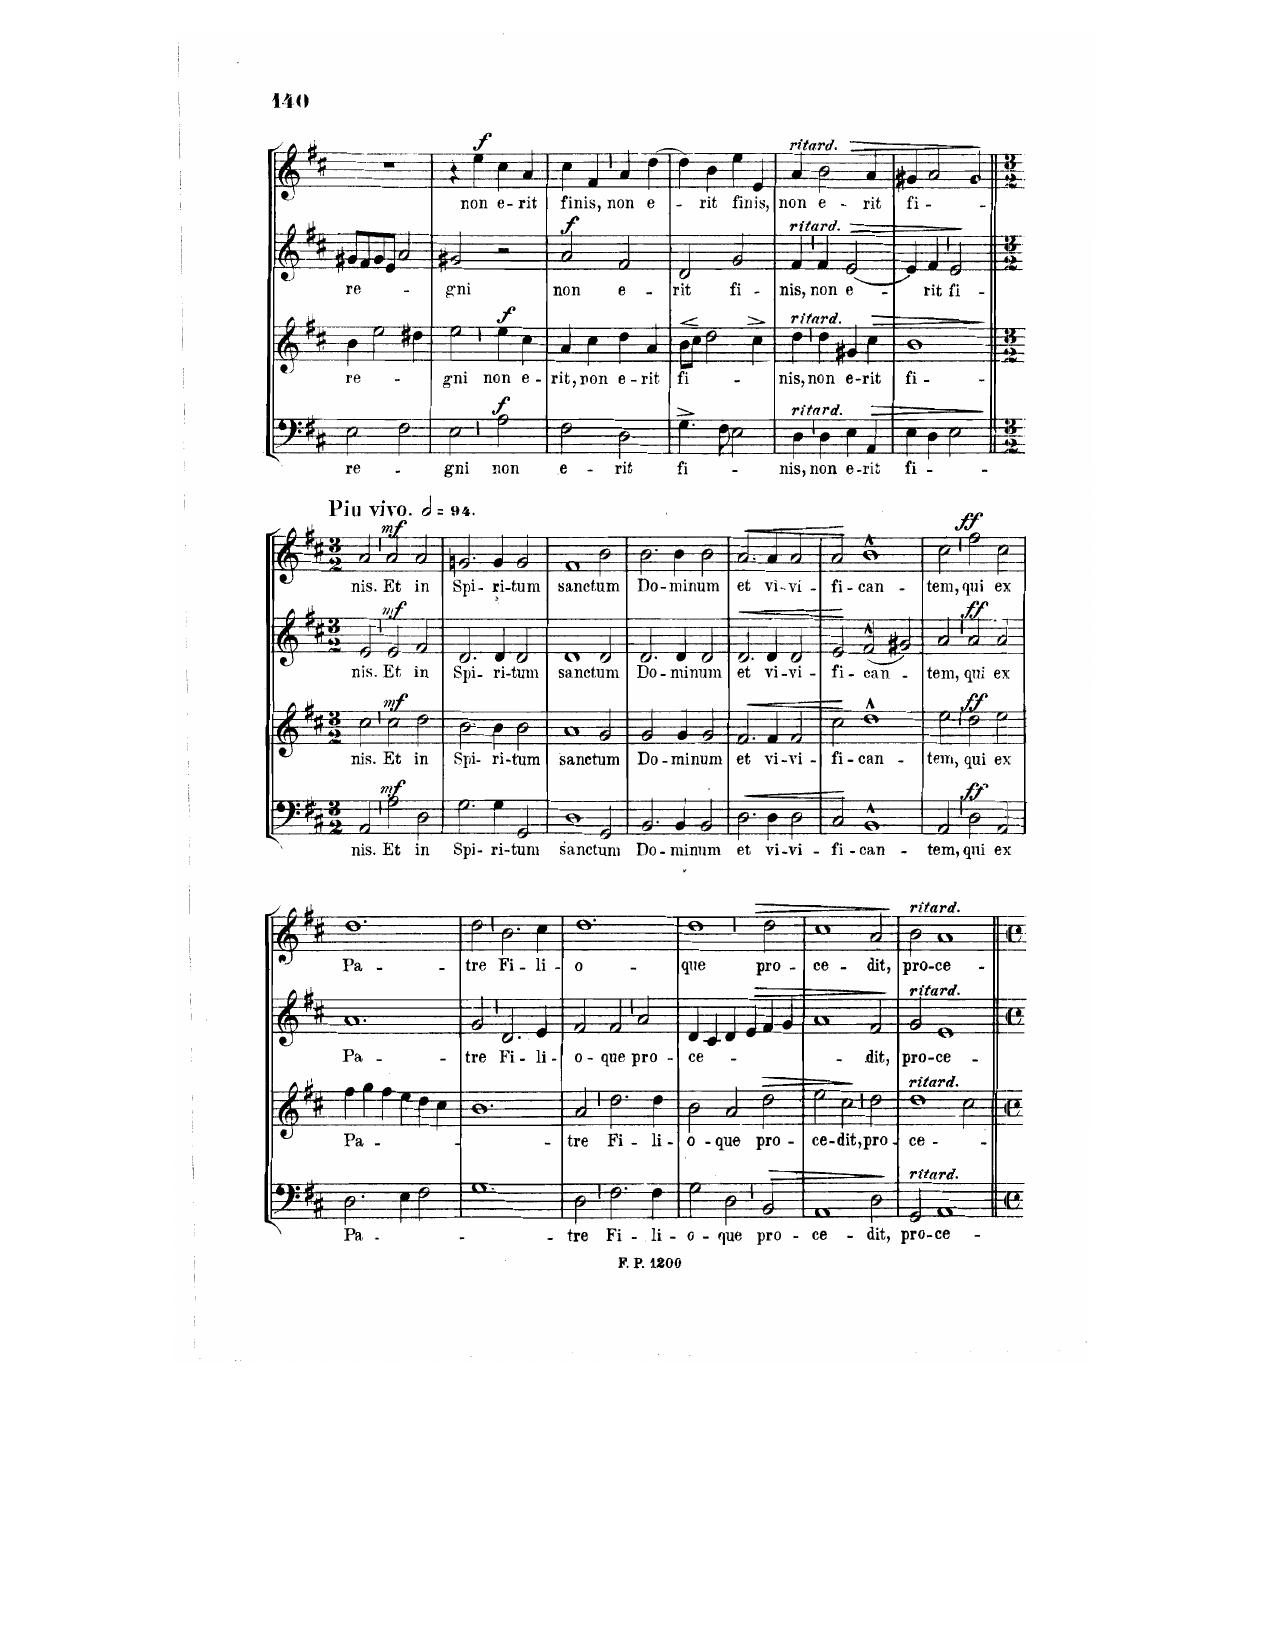 140
f
ritard.
non e-rit finis, non e - rit finis, non e - rit fi -
f
ritard.
re - gni non e - rit fi - nis, non e - rit fi -
f
ritard.
re - gni non e - rit, non e - rit fi - nis, non e-rit fi -
f
ritard.
re - gni non e - rit fi - nis, non e-rit fi -
Piu vivo. = 94.
mf
ff
nis. Et in Spi - ri-tum sanctum Do-minum et vi-vi - fi-can - tem, qui ex
mf
ff
nis. Et in Spi - ri-tum sanctum Do-minum et vi-vi - fi-can - tem, qui ex
mf
ff
nis. Et in Spi- ri-tum sanctum Do-minum et vi-vi - fi-can - tem, qui ex
mf
ff
nis. Et in Spi - ri-tum sanctum Do-minum et vi-vi - fi-can - tem, qui ex
ritard.
Pa - tre Fi - li - o - que pro - ce - dit, pro-ce -
ritard.
Pa - tre Fi - li - o - que pro - ce - dit, pro-ce -
ritard.
Pa - tre Fi - li - o - que pro - ce-dit, pro - ce -
ritard.
Pa - tre Fi - li - o - que pro - ce - dit, pro-ce -
F. P. 1200